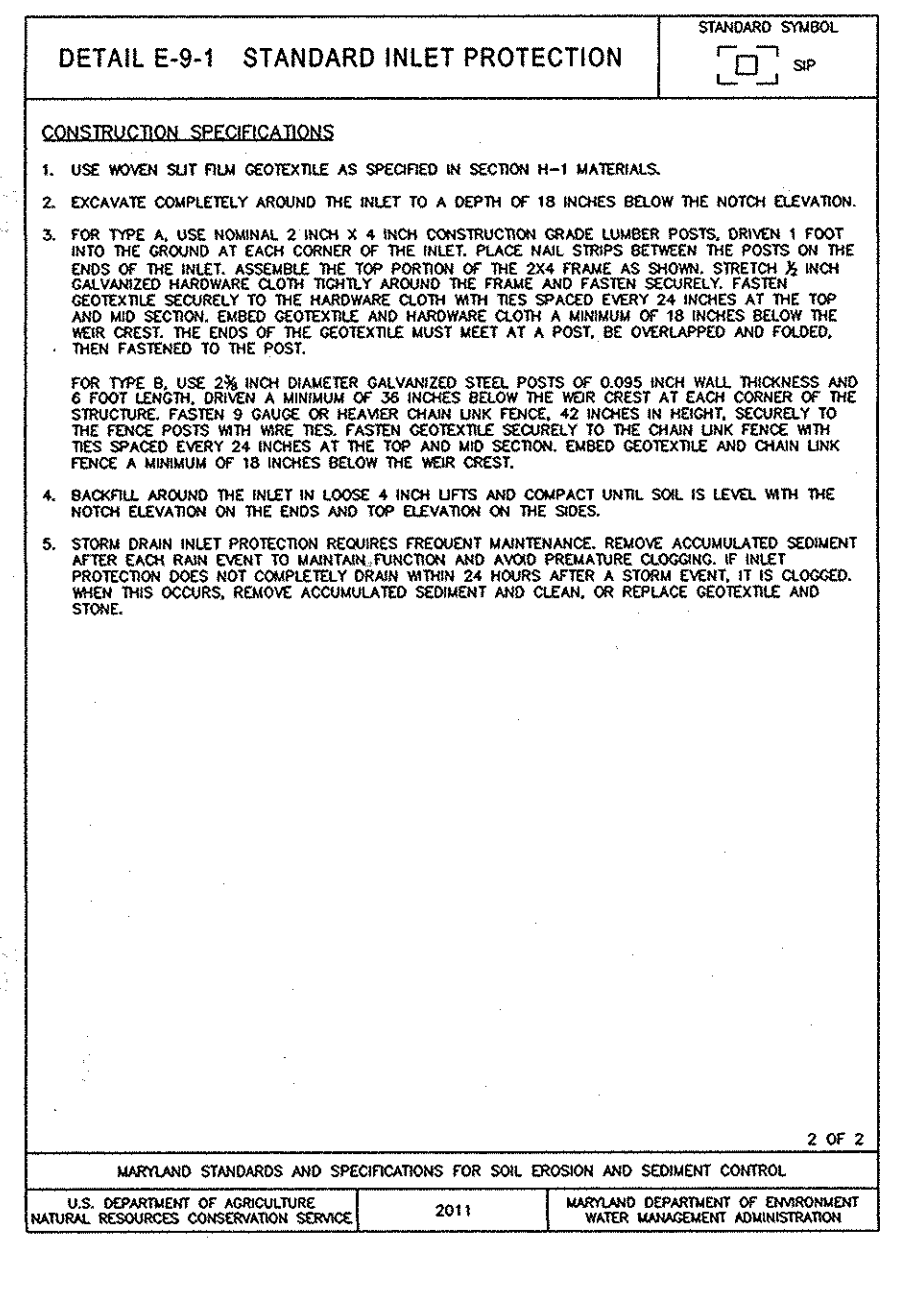 STANDARD SYMBOL
DETAIL E-9-1 STANDARD INLET PROTECTION
SIP
CONSTRUCTION SPECIFICATIONS
1. USE WOVEN SLIT FILM GEOTEXTILE AS SPECIFIED IN SECTION H-1 MATERIALS.
2. EXCAVATE COMPLETELY AROUND THE INLET TO A DEPTH OF 18 INCHES BELOW THE NOTCH ELEVATION.
3. FOR TYPE A, USE NOMINAL 2 INCH X 4 INCH CONSTRUCTION GRADE LUMBER POSTS, DRIVEN 1 FOOT
INTO THE GROUND AT EACH CORNER OF THE INLET. PLACE NAIL STRIPS BETWEEN THE POSTS ON THE
ENDS OF THE INLET. ASSEMBLE THE TOP PORTION OF THE 2X4 FRAME AS SHOWN. STRETCH ½ INCH
GALVANIZED HARDWARE CLOTH TIGHTLY AROUND THE FRAME AND FASTEN SECURELY. FASTEN
GEOTEXTILE SECURELY TO THE HARDWARE CLOTH WITH TIES SPACED EVERY 24 INCHES AT THE TOP
AND MID SECTION. EMBED GEOTEXTILE AND HARDWARE CLOTH A MINIMUM OF 18 INCHES BELOW THE
WEIR CREST. THE ENDS OF THE GEOTEXTILE MUST MEET AT A POST, BE OVERLAPPED AND FOLDED,
THEN FASTENED TO THE POST.
FOR TYPE B, USE 2⅜ INCH DIAMETER GALVANIZED STEEL POSTS OF 0.095 INCH WALL THICKNESS AND
6 FOOT LENGTH, DRIVEN A MINIMUM OF 36 INCHES BELOW THE WEIR CREST AT EACH CORNER OF THE
STRUCTURE. FASTEN 9 GAUGE OR HEAVIER CHAIN LINK FENCE, 42 INCHES IN HEIGHT, SECURELY TO
THE FENCE POSTS WITH WIRE TIES. FASTEN GEOTEXTILE SECURELY TO THE CHAIN LINK FENCE WITH
TIES SPACED EVERY 24 INCHES AT THE TOP AND MID SECTION. EMBED GEOTEXTILE AND CHAIN LINK
FENCE A MINIMUM OF 18 INCHES BELOW THE WEIR CREST.
4. BACKFILL AROUND THE INLET IN LOOSE 4 INCH LIFTS AND COMPACT UNTIL SOIL IS LEVEL WITH THE
NOTCH ELEVATION ON THE ENDS AND TOP ELEVATION ON THE SIDES.
5. STORM DRAIN INLET PROTECTION REQUIRES FREQUENT MAINTENANCE. REMOVE ACCUMULATED SEDIMENT
AFTER EACH RAIN EVENT TO MAINTAIN FUNCTION AND AVOID PREMATURE CLOGGING. IF INLET
PROTECTION DOES NOT COMPLETELY DRAIN WITHIN 24 HOURS AFTER A STORM EVENT, IT IS CLOGGED.
WHEN THIS OCCURS, REMOVE ACCUMULATED SEDIMENT AND CLEAN, OR REPLACE GEOTEXTILE AND
STONE.
2 OF 2
MARYLAND STANDARDS AND SPECIFICATIONS FOR SOIL EROSION AND SEDIMENT CONTROL
U.S. DEPARTMENT OF AGRICULTURE
NATURAL RESOURCES CONSERVATION SERVICE
2011
MARYLAND DEPARTMENT OF ENVIRONMENT
WATER MANAGEMENT ADMINISTRATION